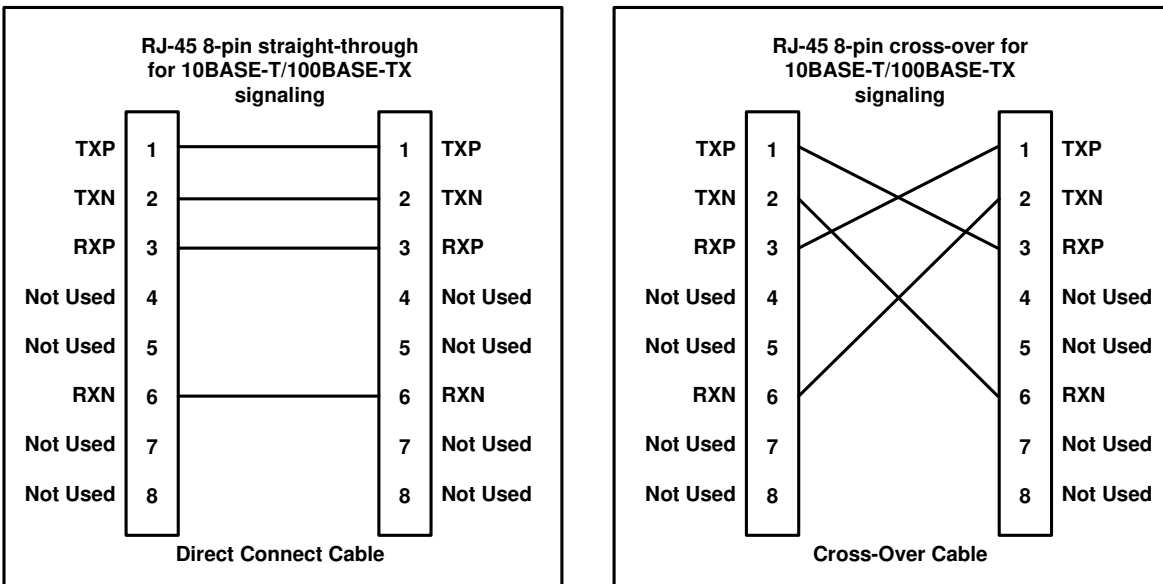 RJ-45 8-pin straight-through
for 10BASE-T/100BASE-TX
signaling
TXP 1 1 TXP
TXN 2 2 TXN
RXP 3 3 RXP
Not Used 4 4 Not Used
Not Used 5 5 Not Used
RXN 6 6 RXN
Not Used 7 7 Not Used
Not Used 8 8 Not Used
Direct Connect Cable
RJ-45 8-pin cross-over for
10BASE-T/100BASE-TX
signaling
TXP 1 1 TXP
TXN 2 2 TXN
RXP 3 3 RXP
Not Used 4 4 Not Used
Not Used 5 5 Not Used
RXN 6 6 RXN
Not Used 7 7 Not Used
Not Used 8 8 Not Used
Cross-Over Cable